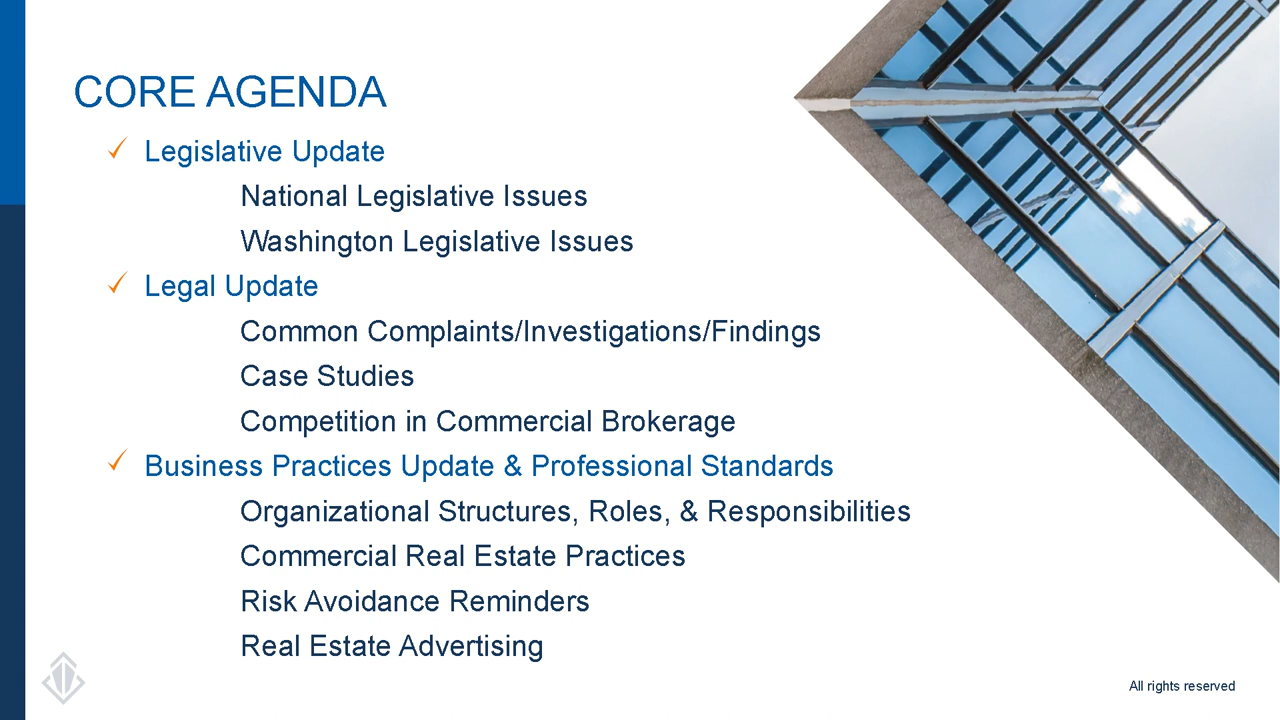 CORE AGENDA
✓ Legislative Update
National Legislative Issues
Washington Legislative Issues
✓ Legal Update
Common Complaints/Investigations/Findings
Case Studies
Competition in Commercial Brokerage
✓ Business Practices Update & Professional Standards
Organizational Structures, Roles, & Responsibilities
Commercial Real Estate Practices
Risk Avoidance Reminders
Real Estate Advertising
All rights reserved